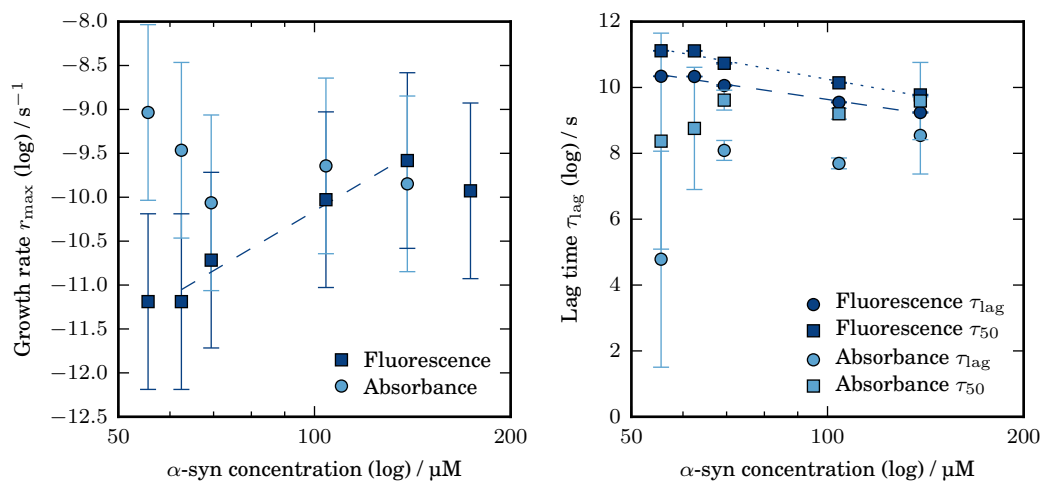 −8.0
−8.5
−9.0
−9.5
−10.0
−10.5
−11.0
−11.5
−12.0
−12.5
50
100
200
Growth rate r_max (log) / s⁻¹
α-syn concentration (log) / µM
Fluorescence
Absorbance
12
10
8
6
4
2
0
50
100
200
Lag time τ_lag (log) / s
α-syn concentration (log) / µM
Fluorescence τ_lag
Fluorescence τ₅₀
Absorbance τ_lag
Absorbance τ₅₀